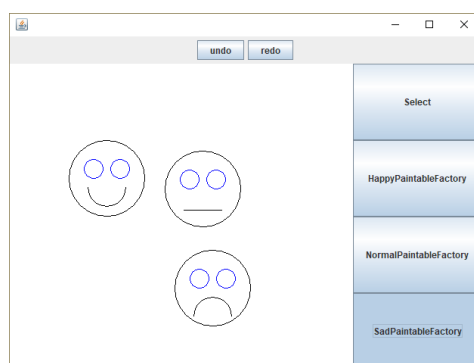 undo redo
Select
HappyPaintableFactory
NormalPaintableFactory
SadPaintableFactory